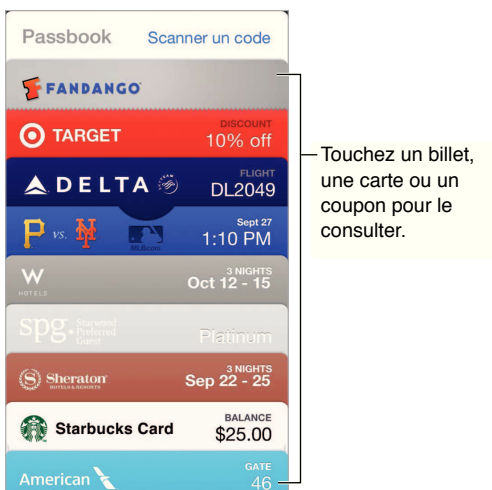 Passbook Scanner un code
FANDANGO
TARGET
DISCOUNT
10% off
DELTA
FLIGHT
DL2049
P vs. NY
MLB.com
Sept 27
1:10 PM
W
HOTELS
3 NIGHTS
Oct 12 - 15
spg. Starwood
Preferred
Guest
Platinum
S Sheraton
HOTELS & RESORTS
3 NIGHTS
Sep 22 - 25
Starbucks Card
BALANCE
$25.00
American
GATE
46
Touchez un billet,
une carte ou un
coupon pour le
consulter.